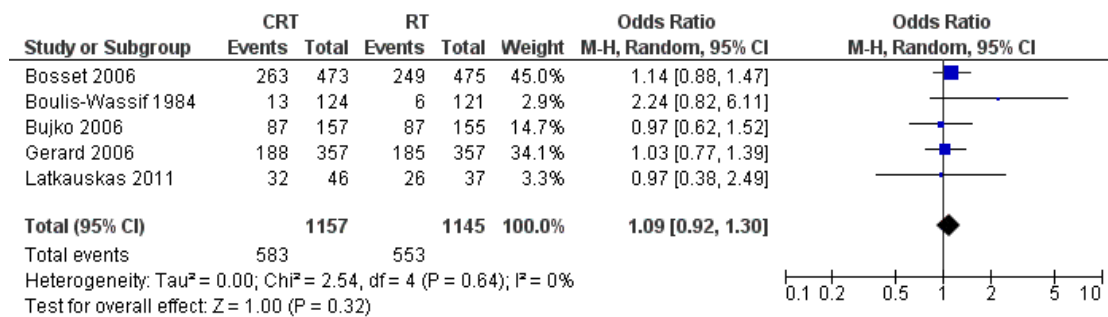 CRT RT Odds Ratio Odds Ratio
Study or Subgroup Events Total Events Total Weight M-H, Random, 95% CI M-H, Random, 95% CI
Bosset 2006 263 473 249 475 45.0% 1.14 [0.88, 1.47]
Boulis-Wassif 1984 13 124 6 121 2.9% 2.24 [0.82, 6.11]
Bujko 2006 87 157 87 155 14.7% 0.97 [0.62, 1.52]
Gerard 2006 188 357 185 357 34.1% 1.03 [0.77, 1.39]
Latkauskas 2011 32 46 26 37 3.3% 0.97 [0.38, 2.49]
Total (95% CI) 1157 1145 100.0% 1.09 [0.92, 1.30]
Total events 583 553
Heterogeneity: Tau² = 0.00; Chi² = 2.54, df = 4 (P = 0.64); I² = 0%
Test for overall effect: Z = 1.00 (P = 0.32)
0.1 0.2 0.5 1 2 5 10